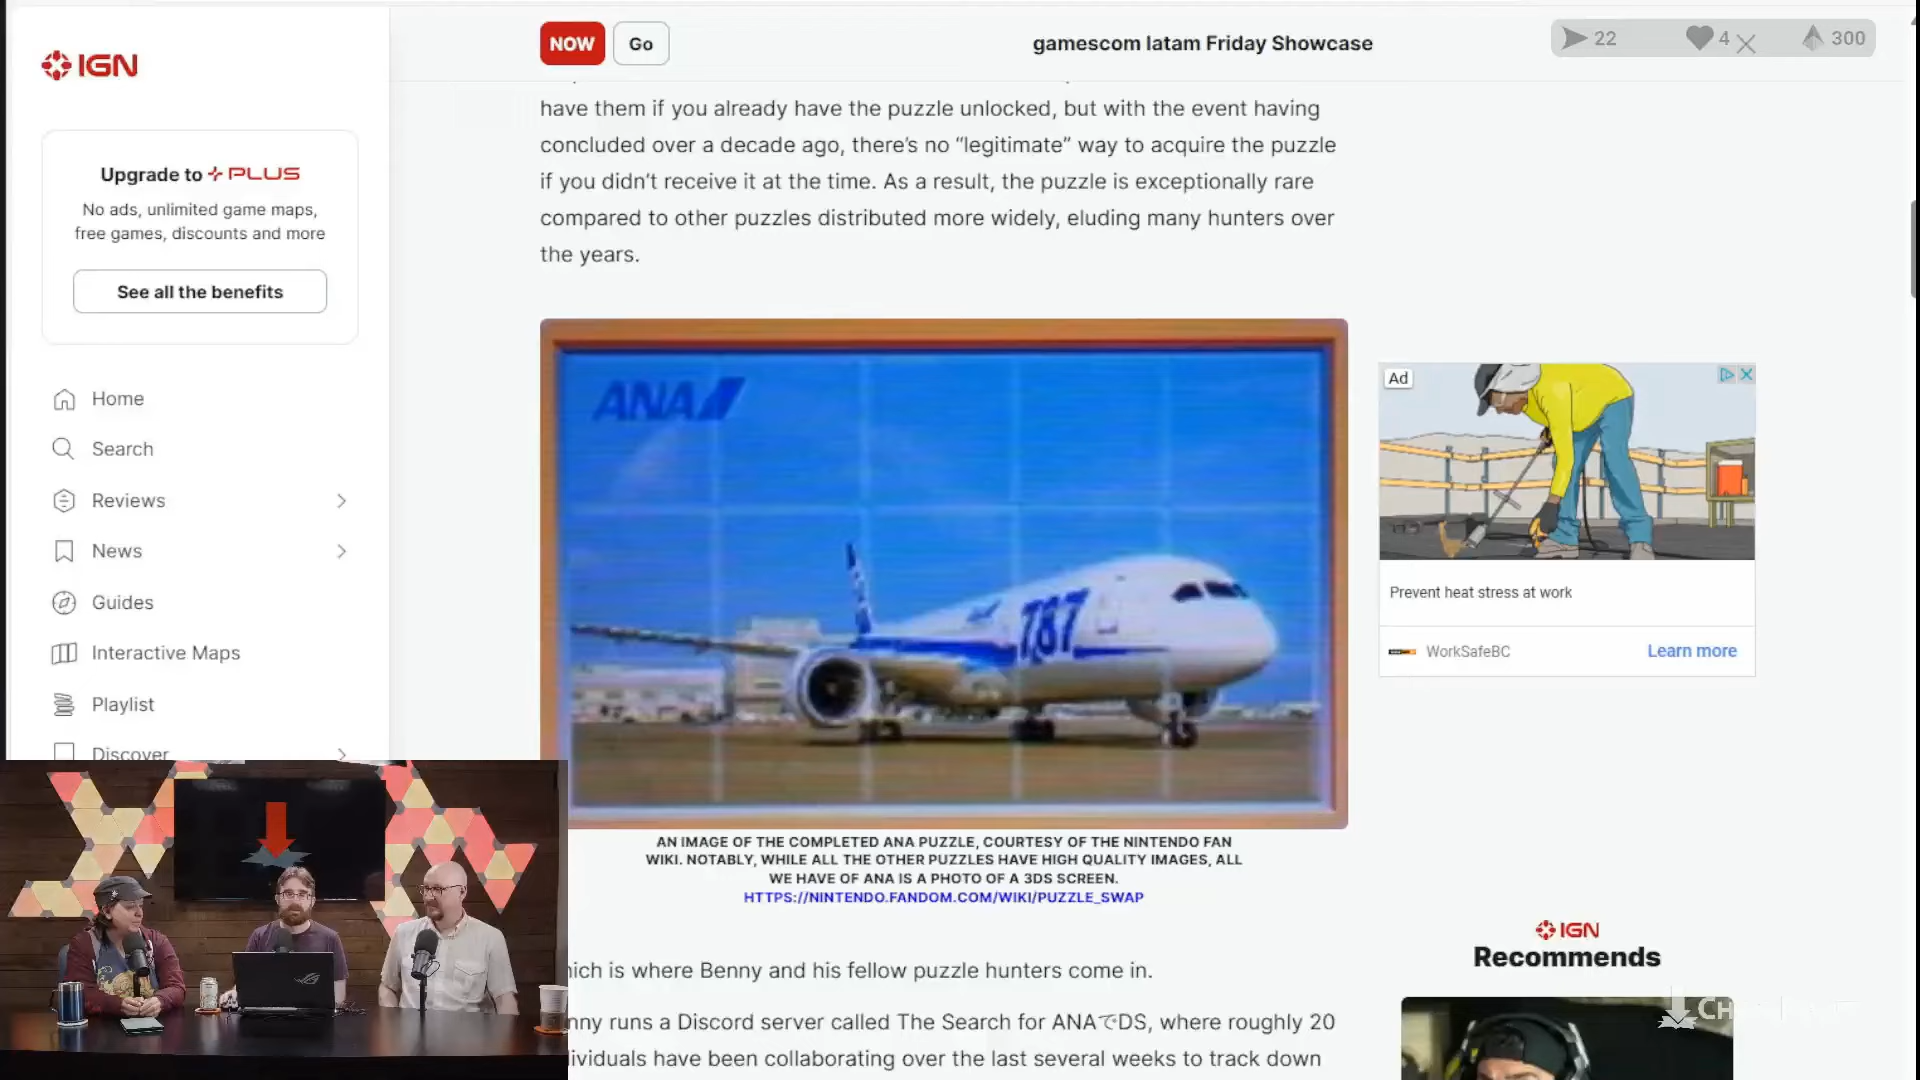 IGN
NOW
Go
gamescom latam Friday Showcase
22
4
300
Upgrade to PLUS
No ads, unlimited game maps,
free games, discounts and more
See all the benefits
Home
Search
Reviews
News
Guides
Interactive Maps
Playlist
Discover
have them if you already have the puzzle unlocked, but with the event having
concluded over a decade ago, there's no “legitimate” way to acquire the puzzle
if you didn't receive it at the time. As a result, the puzzle is exceptionally rare
compared to other puzzles distributed more widely, eluding many hunters over
the years.
ANA
787
AN IMAGE OF THE COMPLETED ANA PUZZLE, COURTESY OF THE NINTENDO FAN
WIKI. NOTABLY, WHILE ALL THE OTHER PUZZLES HAVE HIGH QUALITY IMAGES, ALL
WE HAVE OF ANA IS A PHOTO OF A 3DS SCREEN.
HTTPS://NINTENDO.FANDOM.COM/WIKI/PUZZLE_SWAP
ich is where Benny and his fellow puzzle hunters come in.
nny runs a Discord server called The Search for ANAでDS, where roughly 20
dividuals have been collaborating over the last several weeks to track down
Ad
Prevent heat stress at work
WorkSafeBC
Learn more
IGN
Recommends